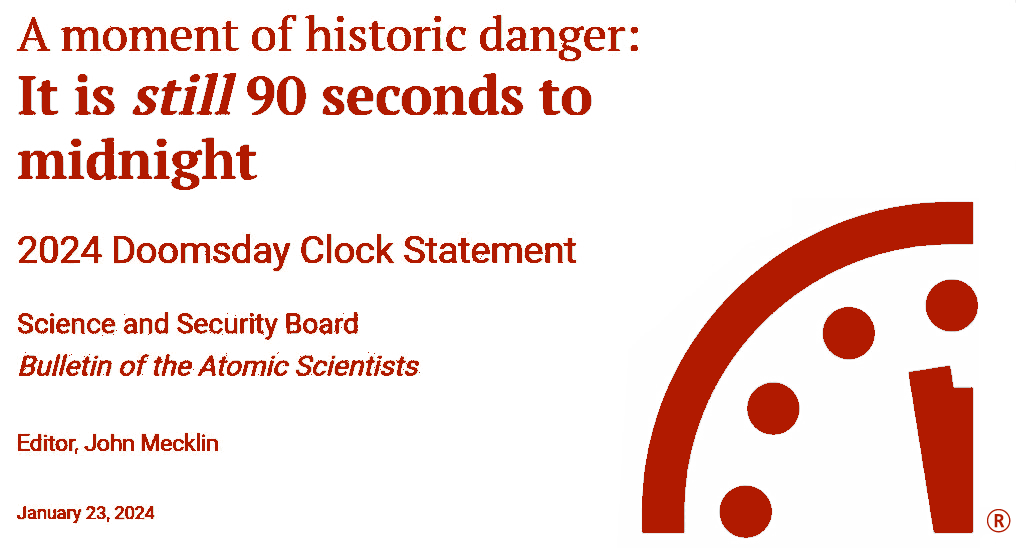 A moment of historic danger:
It is still 90 seconds to
midnight
2024 Doomsday Clock Statement
Science and Security Board
Bulletin of the Atomic Scientists
Editor, John Mecklin
January 23, 2024
®